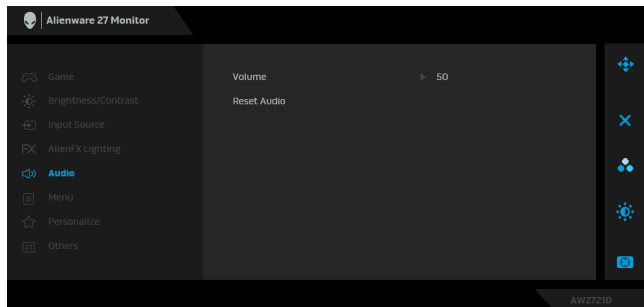 Alienware 27 Monitor
Game
Brightness/Contrast
Input Source
FX AlienFX Lighting
Audio
Menu
Personalize
Others
Volume 50
Reset Audio
AW2721D